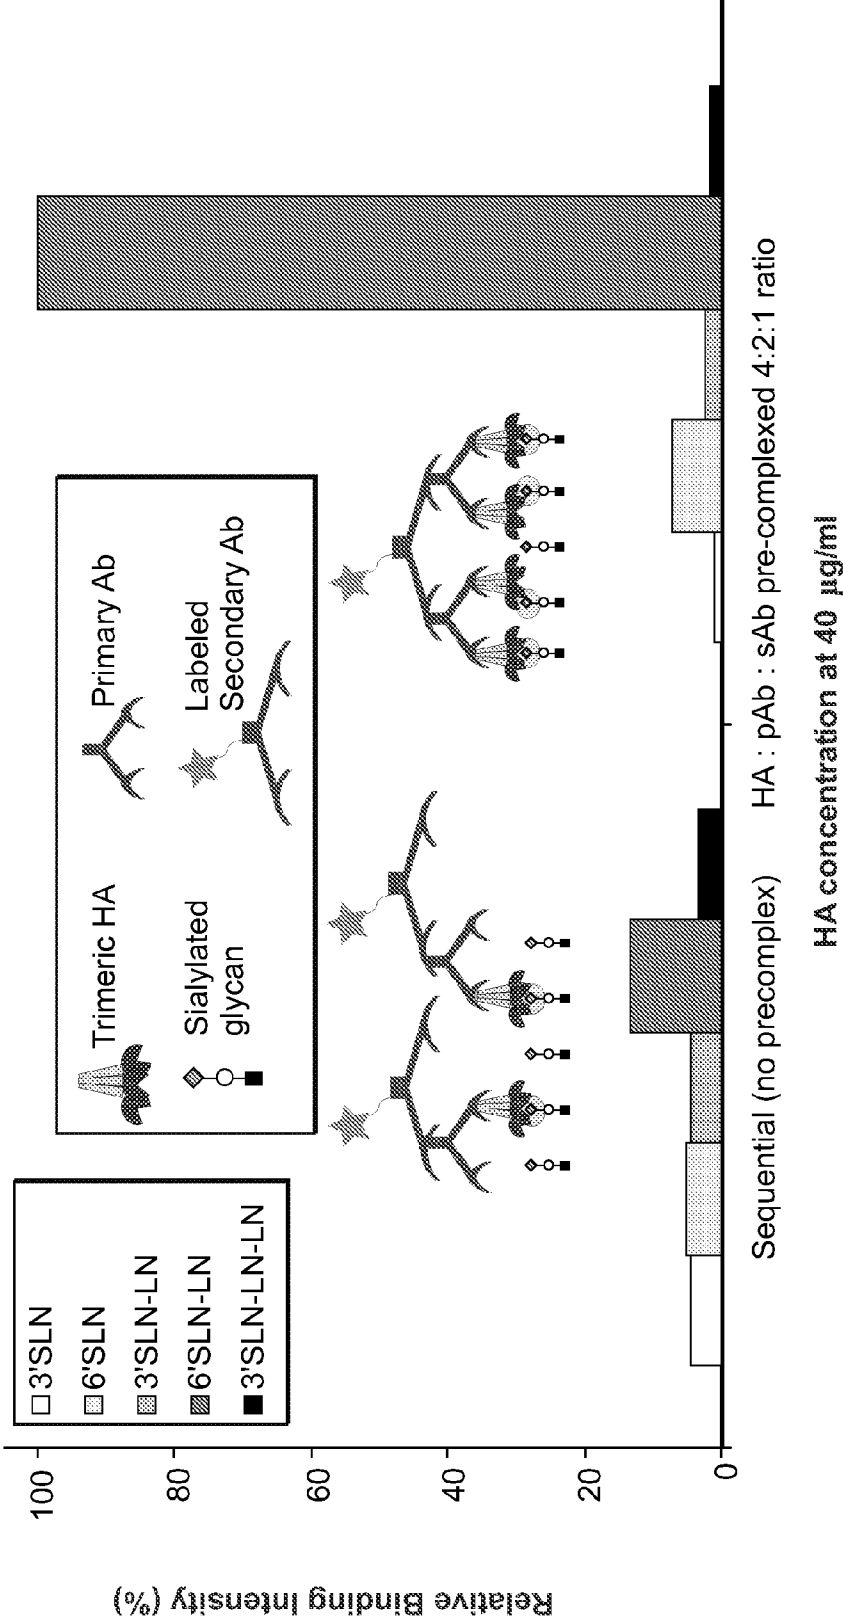 3'SLN
6'SLN
3'SLN-LN
6'SLN-LN
3'SLN-LN-LN
Trimeric HA
Primary Ab
Sialylated
glycan
Labeled
Secondary Ab
Relative Binding Intensity (%)
100
80
60
40
20
0
Sequential (no precomplex)
HA : pAb : sAb pre-complexed 4:2:1 ratio
HA concentration at 40 µg/ml